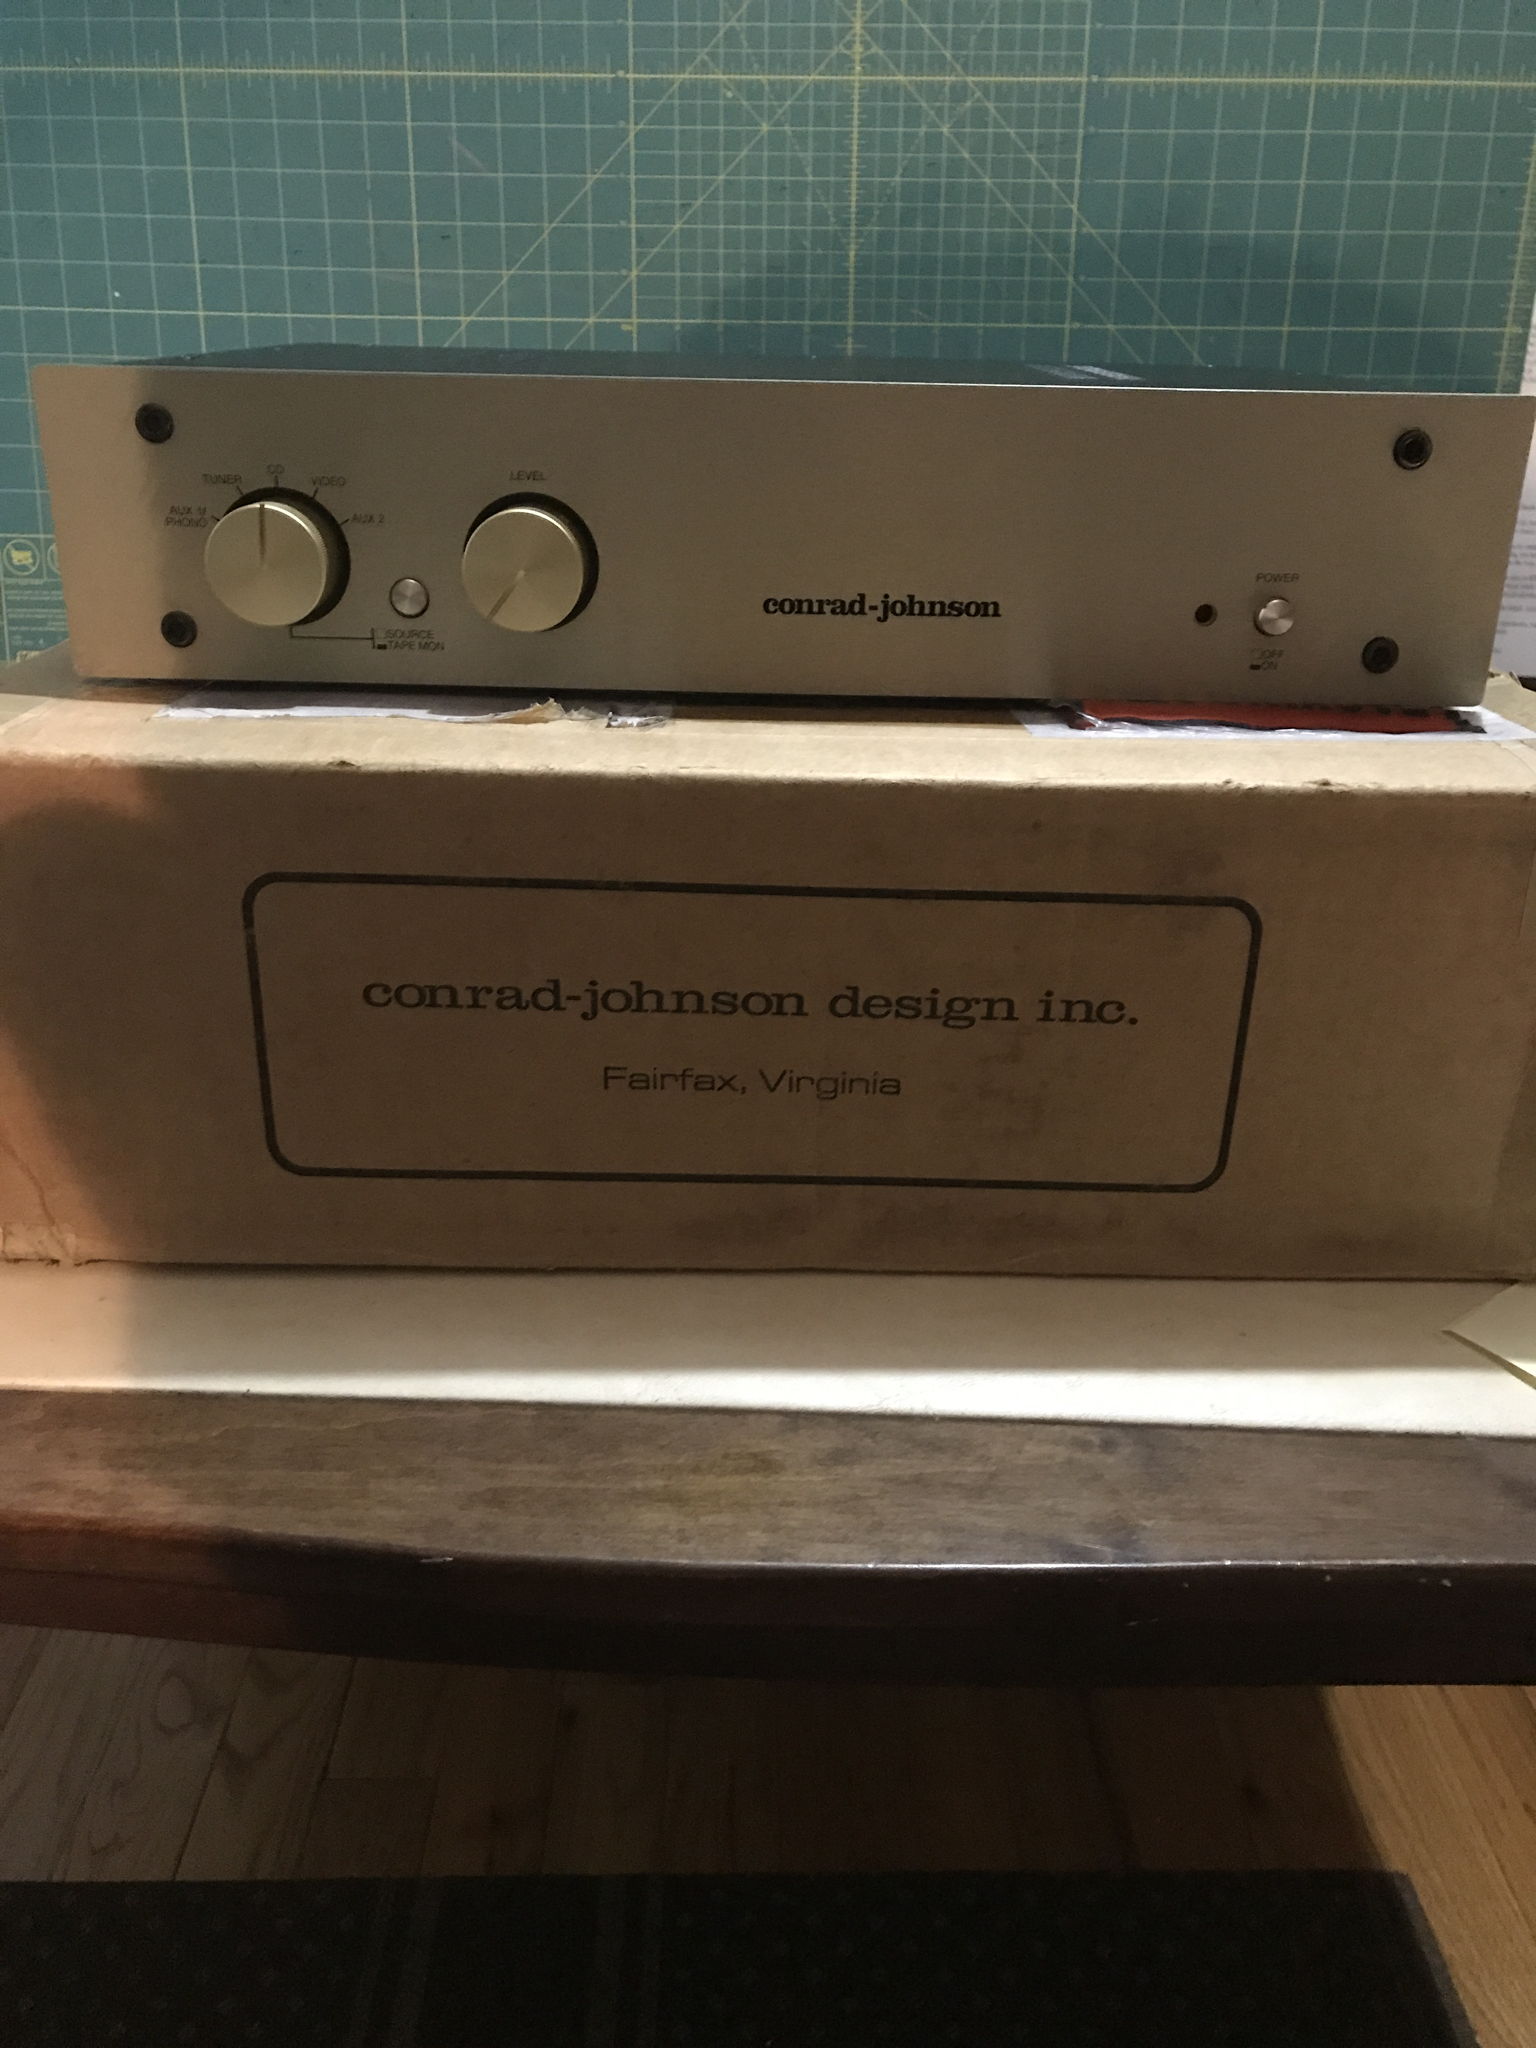 CD
TUNER
VIDEO
AUX 1/
/PHONO
AUX 2
LEVEL
SOURCE
TAPE MON
conrad-johnson
POWER
OFF
ON
conrad-johnson design inc.
Fairfax, Virginia